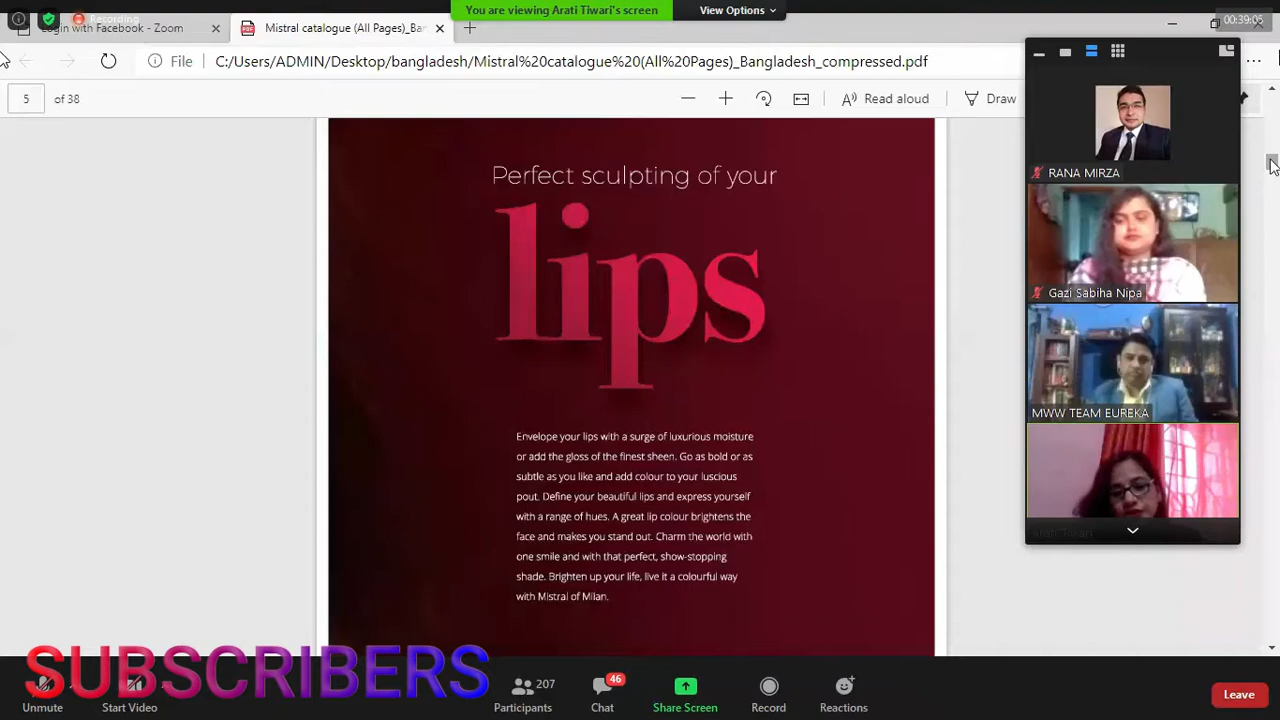 Recording
You are viewing Arati Tiwari's screen
View Options
00:39:05
Login with Facebook - Zoom
Mistral catalogue (All Pages)_Ban
File
C:/Users/ADMIN/Desktop/bangladesh/Mistral%20catalogue%20(All%20Pages)_Bangladesh_compressed.pdf
5
of 38
Read aloud
Draw
RANA MIRZA
Gazi Sabiha Nipa
MWW TEAM EUREKA
Arati Tiwari
Perfect sculpting of your
lips
Envelope your lips with a surge of luxurious moisture
or add the gloss of the finest sheen. Go as bold or as
subtle as you like and add colour to your luscious
pout. Define your beautiful lips and express yourself
with a range of hues. A great lip colour brightens the
face and makes you stand out. Charm the world with
one smile and with that perfect, show-stopping
shade. Brighten up your life, live it a colourful way
with Mistral of Milan.
SUBSCRIBERS
Unmute
Start Video
207
Participants
46
Chat
Share Screen
Record
Reactions
Leave